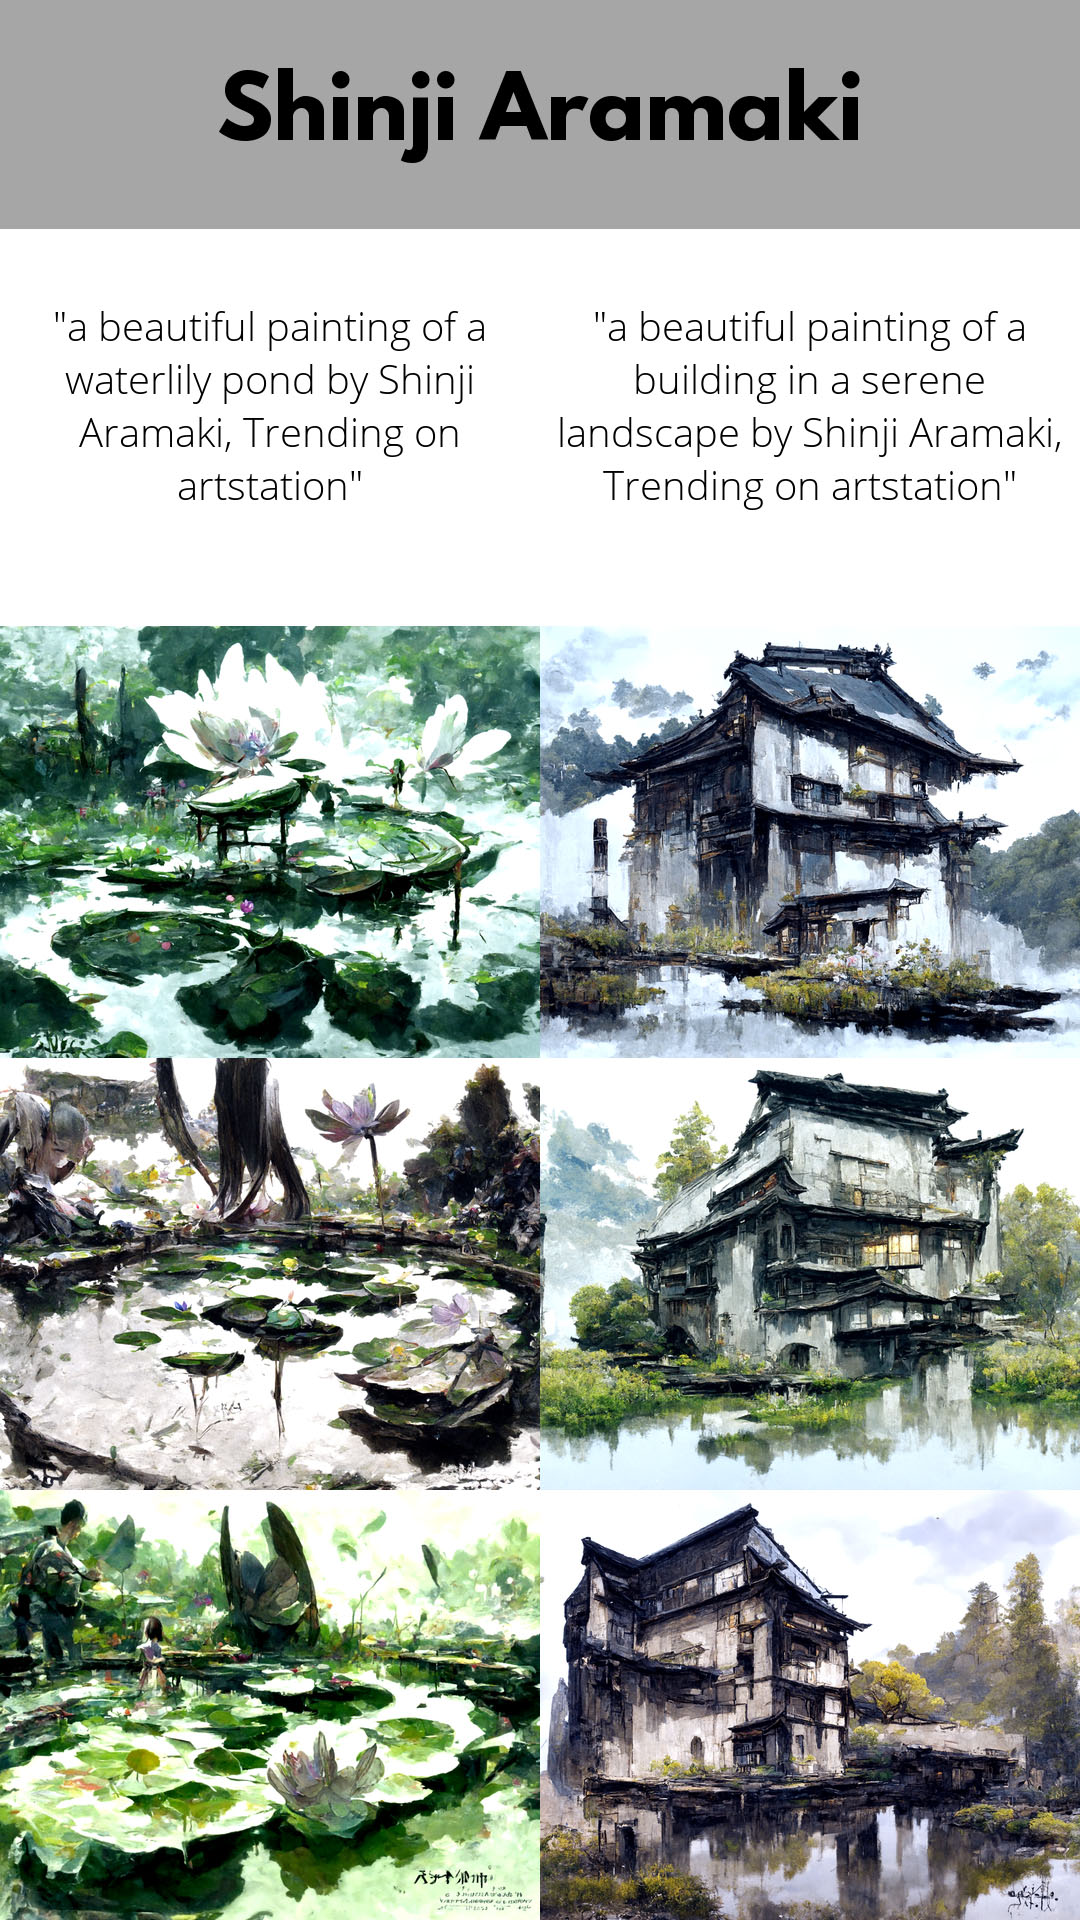 Shinji Aramaki
"a beautiful painting of a
waterlily pond by Shinji
Aramaki, Trending on
artstation"
"a beautiful painting of a
building in a serene
landscape by Shinji Aramaki,
Trending on artstation"